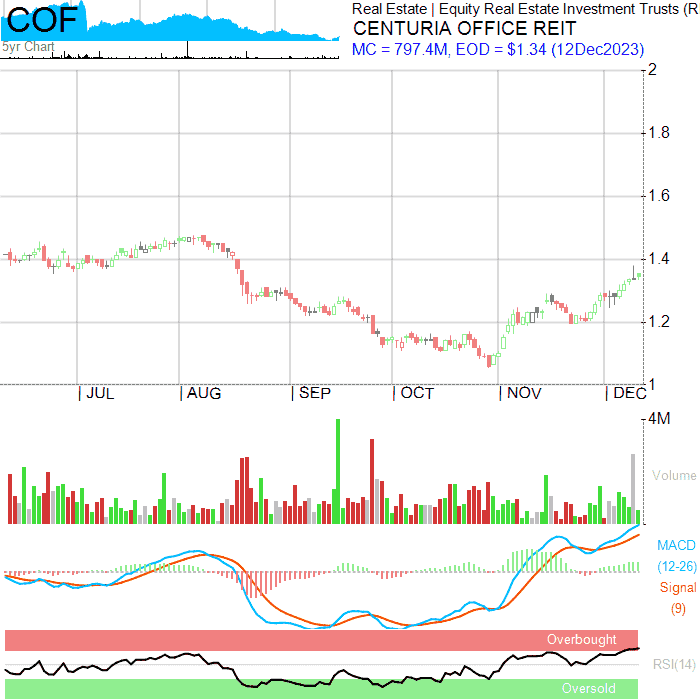 COF
5yr Chart
Real Estate | Equity Real Estate Investment Trusts (R
CENTURIA OFFICE REIT
MC = 797.4M, EOD = $1.34 (12Dec2023)
2
1.8
1.6
1.4
1.2
1
| JUL | AUG | SEP | OCT | NOV | DEC
4M
Volume
MACD
(12-26)
Signal
(9)
Overbought
RSI(14)
Oversold